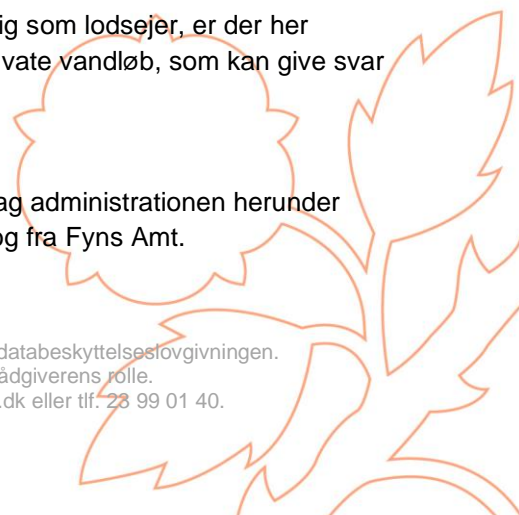 ig som lodsejer, er der her
vate vandløb, som kan give svar
ag administrationen herunder
og fra Fyns Amt.
databeskyttelseslovgivningen.
ådgiverens rolle.
.dk eller tlf. 23 99 01 40.